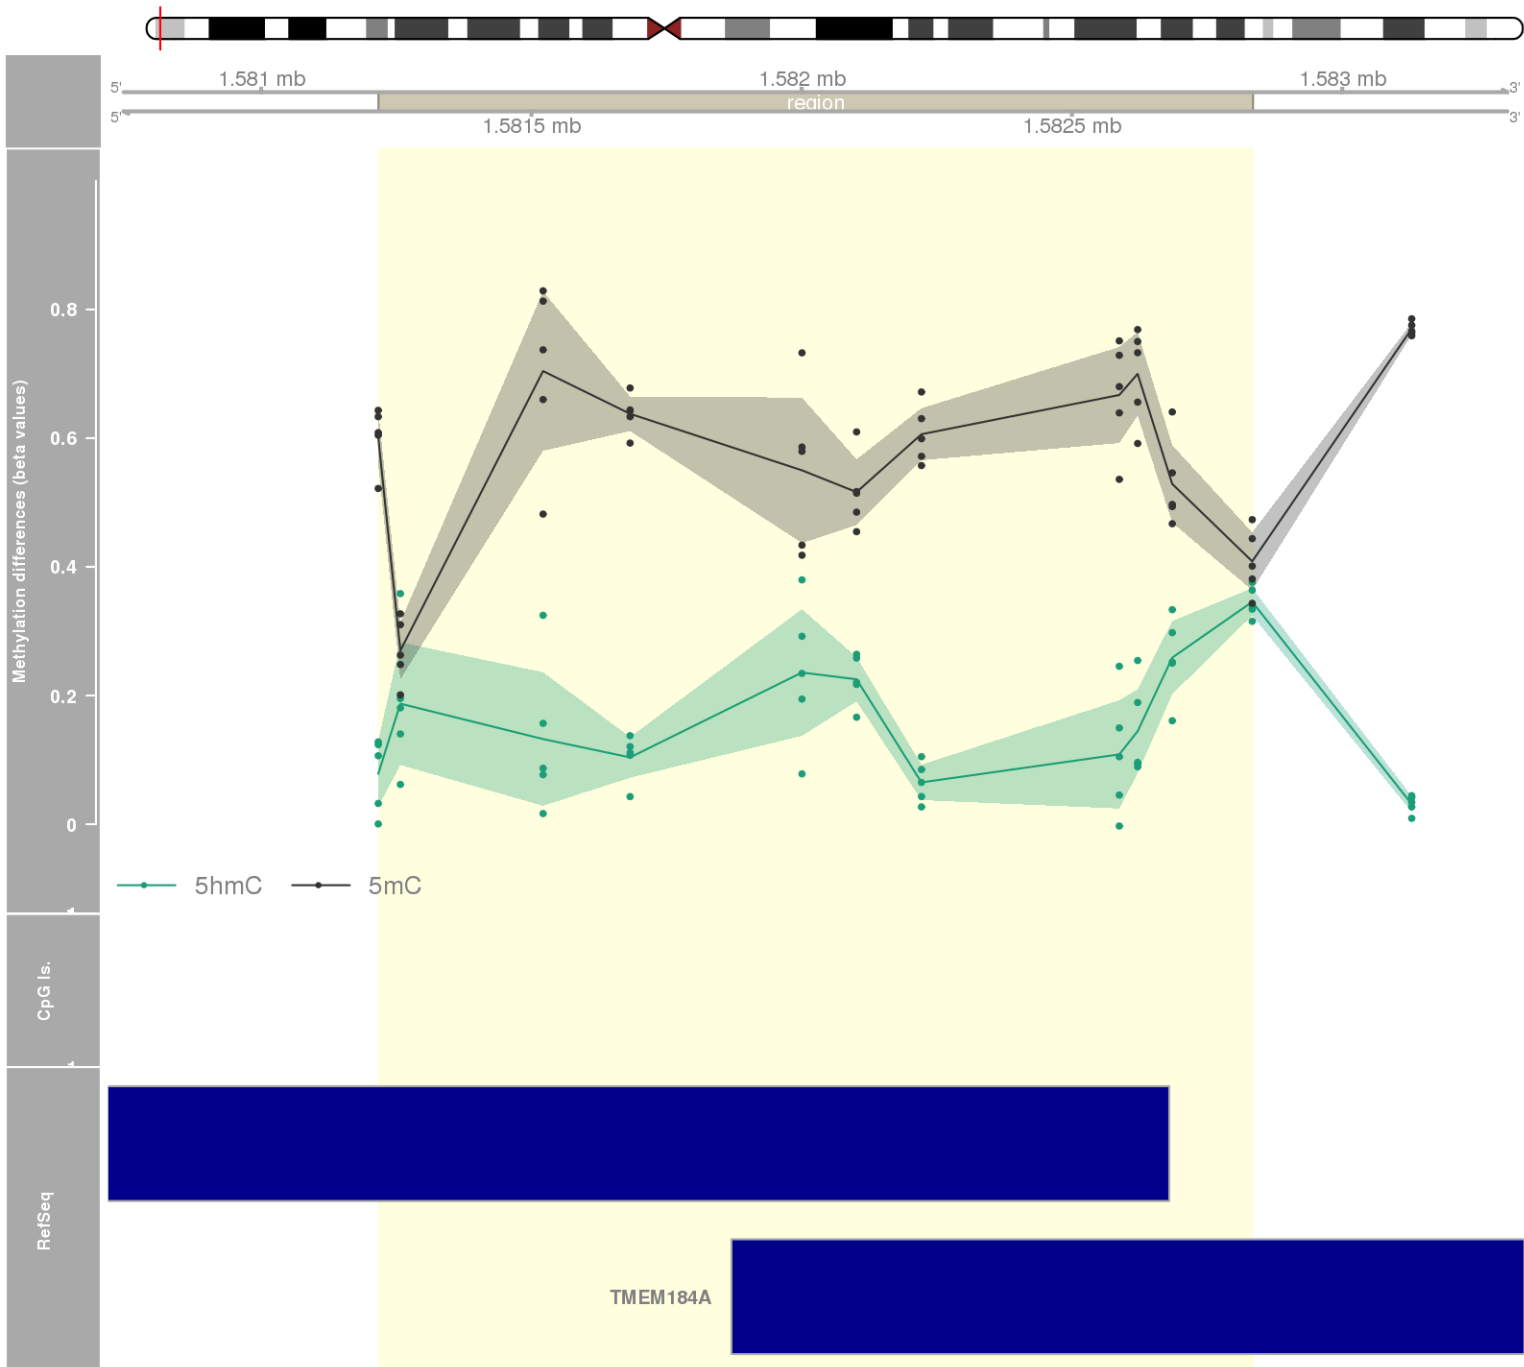 1.581 mb
1.582 mb
1.583 mb
5'
3'
region
5'
3'
1.5815 mb
1.5825 mb
Methylation differences (beta values)
0.8
0.6
0.4
0.2
0
5hmC
5mC
CpG Is.
RefSeq
TMEM184A